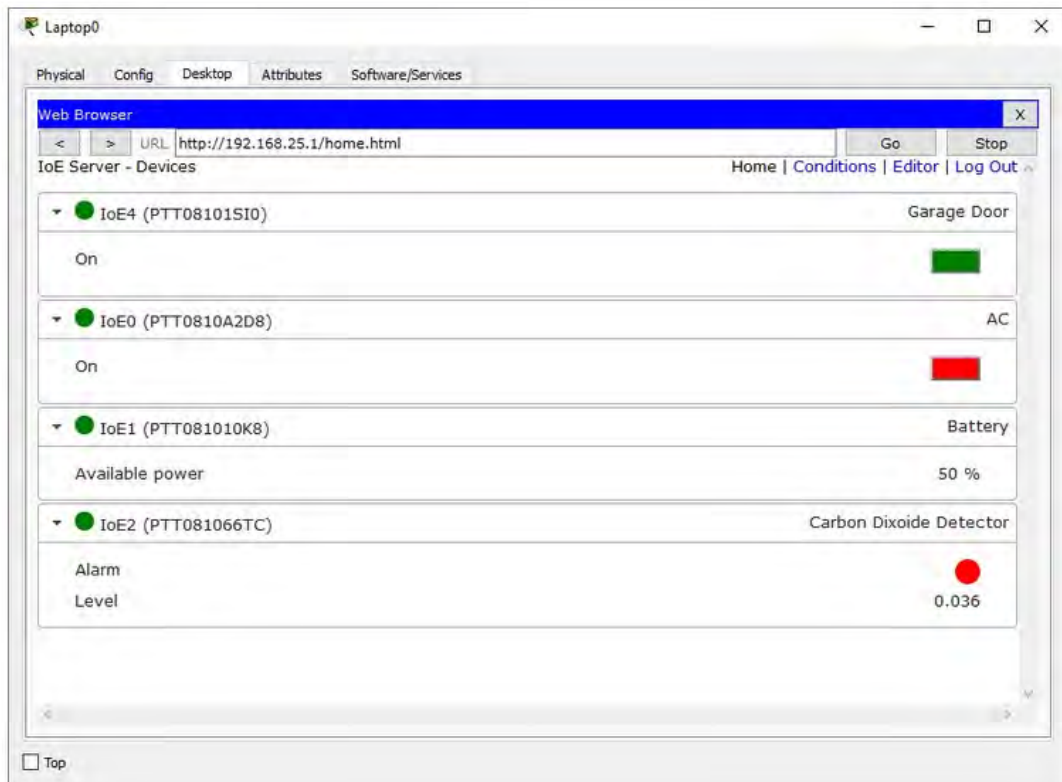 Laptop0
Physical Config Desktop Attributes Software/Services
Web Browser X
< > URL http://192.168.25.1/home.html Go Stop
IoE Server - Devices Home | Conditions | Editor | Log Out
IoE4 (PTT08101SI0) Garage Door
On
IoE0 (PTT0810A2D8) AC
On
IoE1 (PTT081010K8) Battery
Available power 50 %
IoE2 (PTT081066TC) Carbon Dixoide Detector
Alarm
Level 0.036
Top